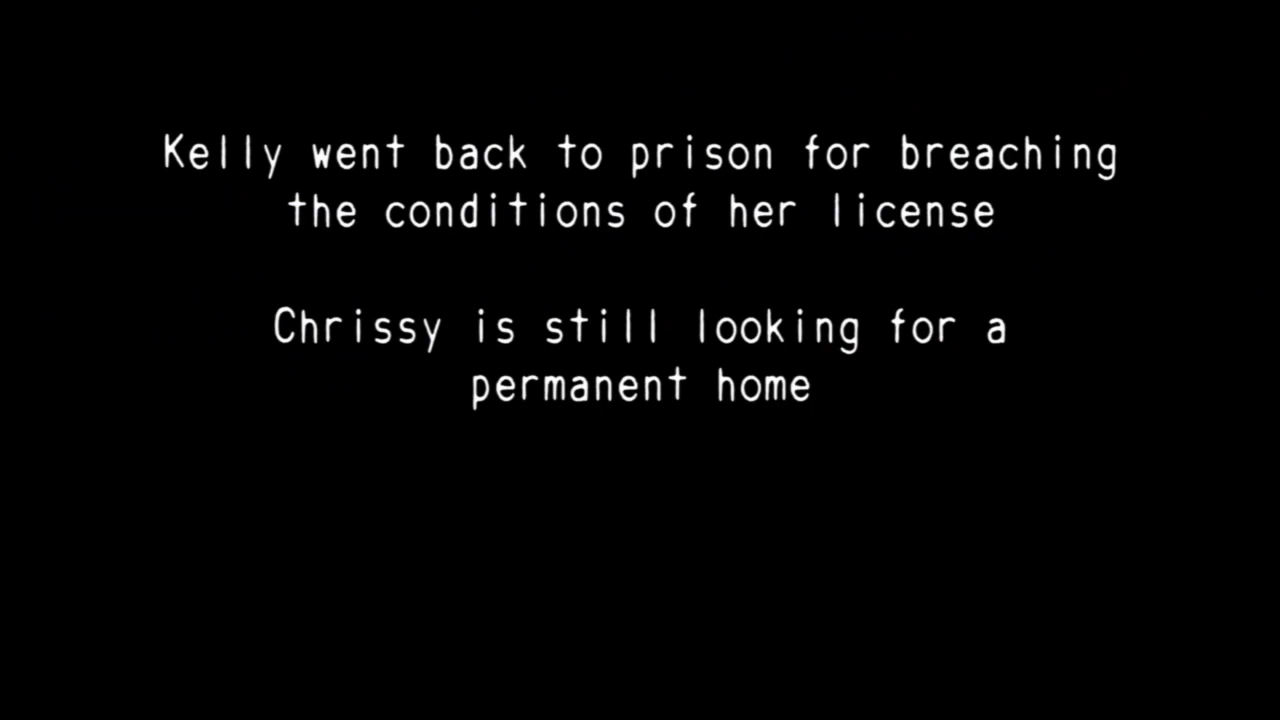 Kelly went back to prison for breaching
the conditions of her license
Chrissy is still looking for a
permanent home